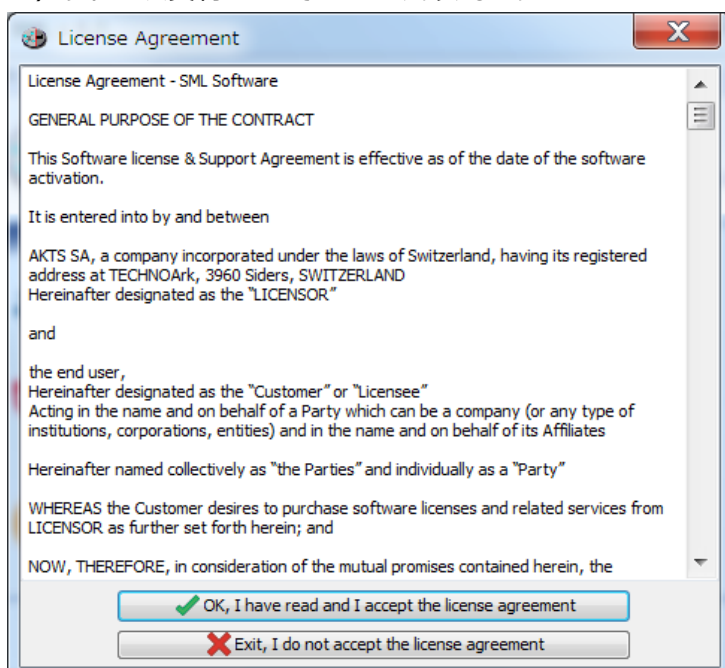 License Agreement
License Agreement - SML Software
GENERAL PURPOSE OF THE CONTRACT
This Software license & Support Agreement is effective as of the date of the software
activation.
It is entered into by and between
AKTS SA, a company incorporated under the laws of Switzerland, having its registered
address at TECHNOArk, 3960 Siders, SWITZERLAND
Hereinafter designated as the "LICENSOR"
and
the end user,
Hereinafter designated as the "Customer" or "Licensee"
Acting in the name and on behalf of a Party which can be a company (or any type of
institutions, corporations, entities) and in the name and on behalf of its Affiliates
Hereinafter named collectively as "the Parties" and individually as a "Party"
WHEREAS the Customer desires to purchase software licenses and related services from
LICENSOR as further set forth herein; and
NOW, THEREFORE, in consideration of the mutual promises contained herein, the
OK, I have read and I accept the license agreement
Exit, I do not accept the license agreement